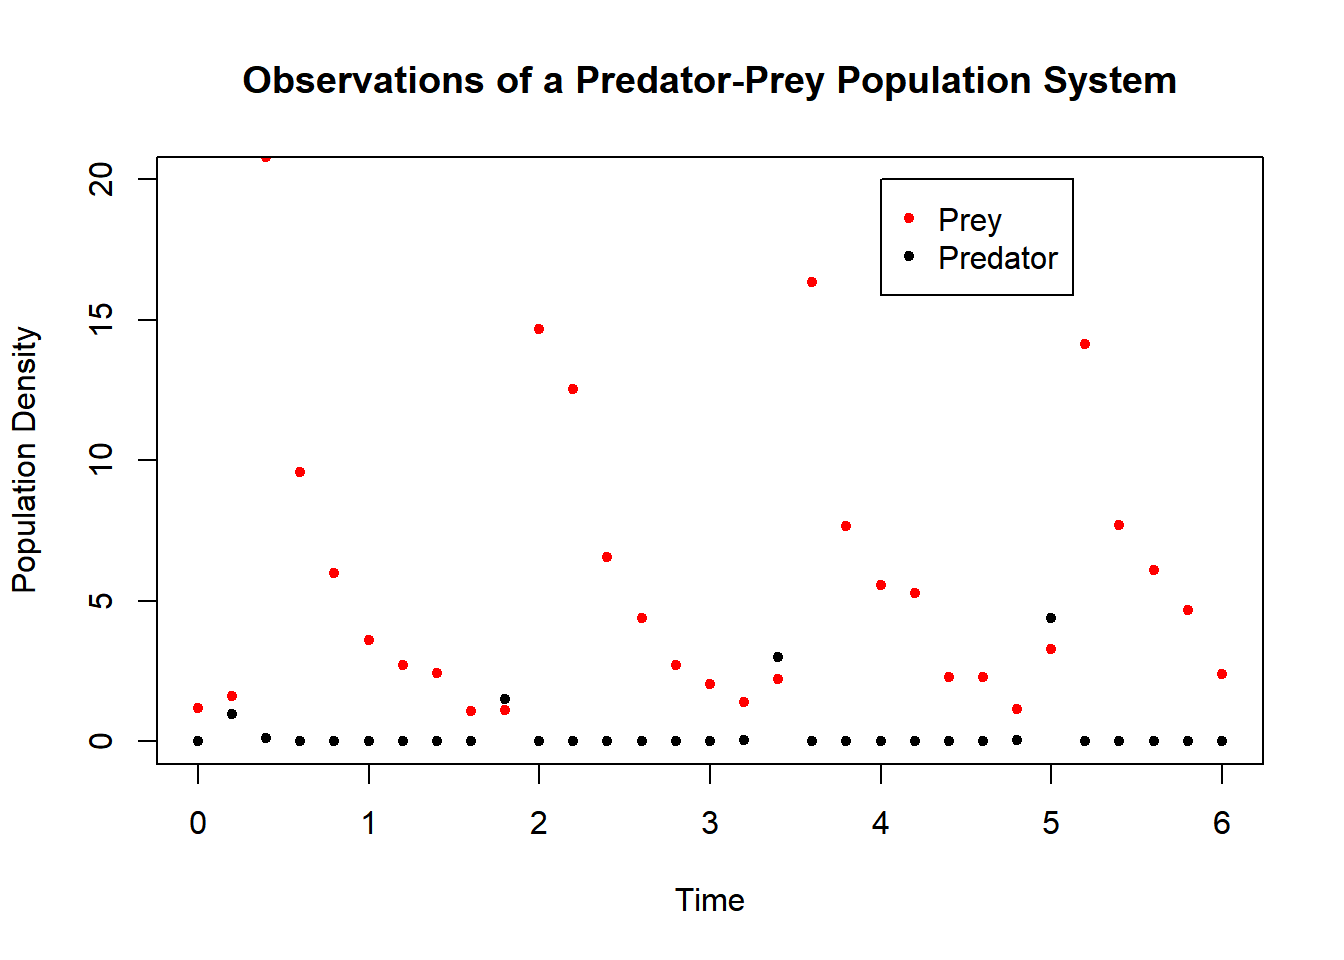 Observations of a Predator-Prey Population System
Population Density
20
15
10
5
0
Prey
Predator
0 1 2 3 4 5 6
Time